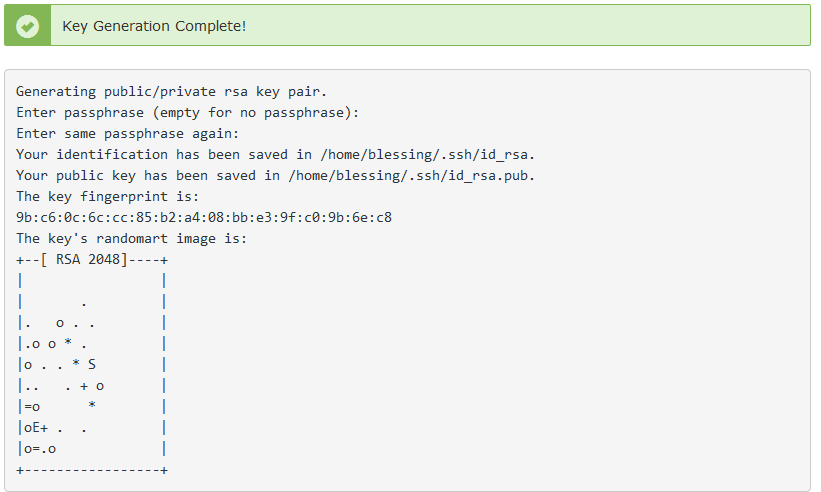 Key Generation Complete!
Generating public/private rsa key pair.
Enter passphrase (empty for no passphrase):
Enter same passphrase again:
Your identification has been saved in /home/blessing/.ssh/id_rsa.
Your public key has been saved in /home/blessing/.ssh/id_rsa.pub.
The key fingerprint is:
9b:c6:0c:6c:cc:85:b2:a4:08:bb:e3:9f:c0:9b:6e:c8
The key's randomart image is:
+--[ RSA 2048]----+
|                 |
|       .         |
|.   o . .        |
|.o o * .         |
|o . . * S        |
|..   . + o       |
|=o      *        |
|oE+ .  .         |
|o=.o             |
+-----------------+